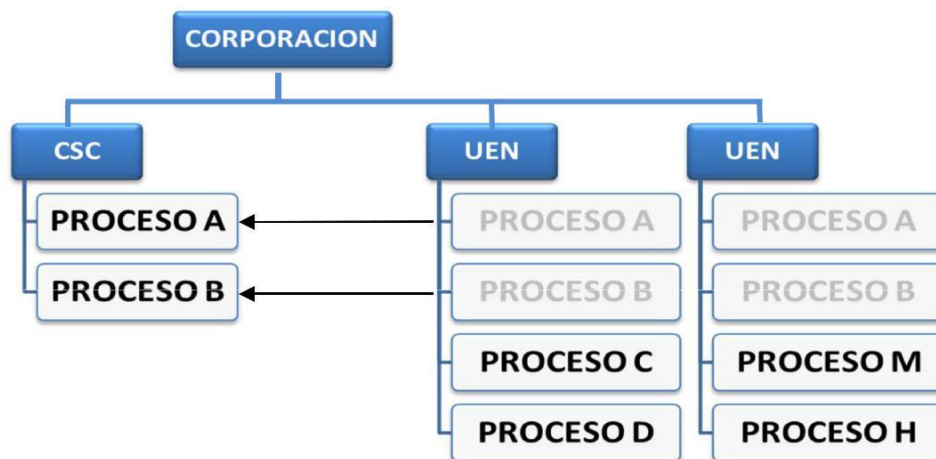 CORPORACION
CSC
UEN
UEN
PROCESO A
PROCESO A
PROCESO A
PROCESO B
PROCESO B
PROCESO B
PROCESO C
PROCESO M
PROCESO D
PROCESO H